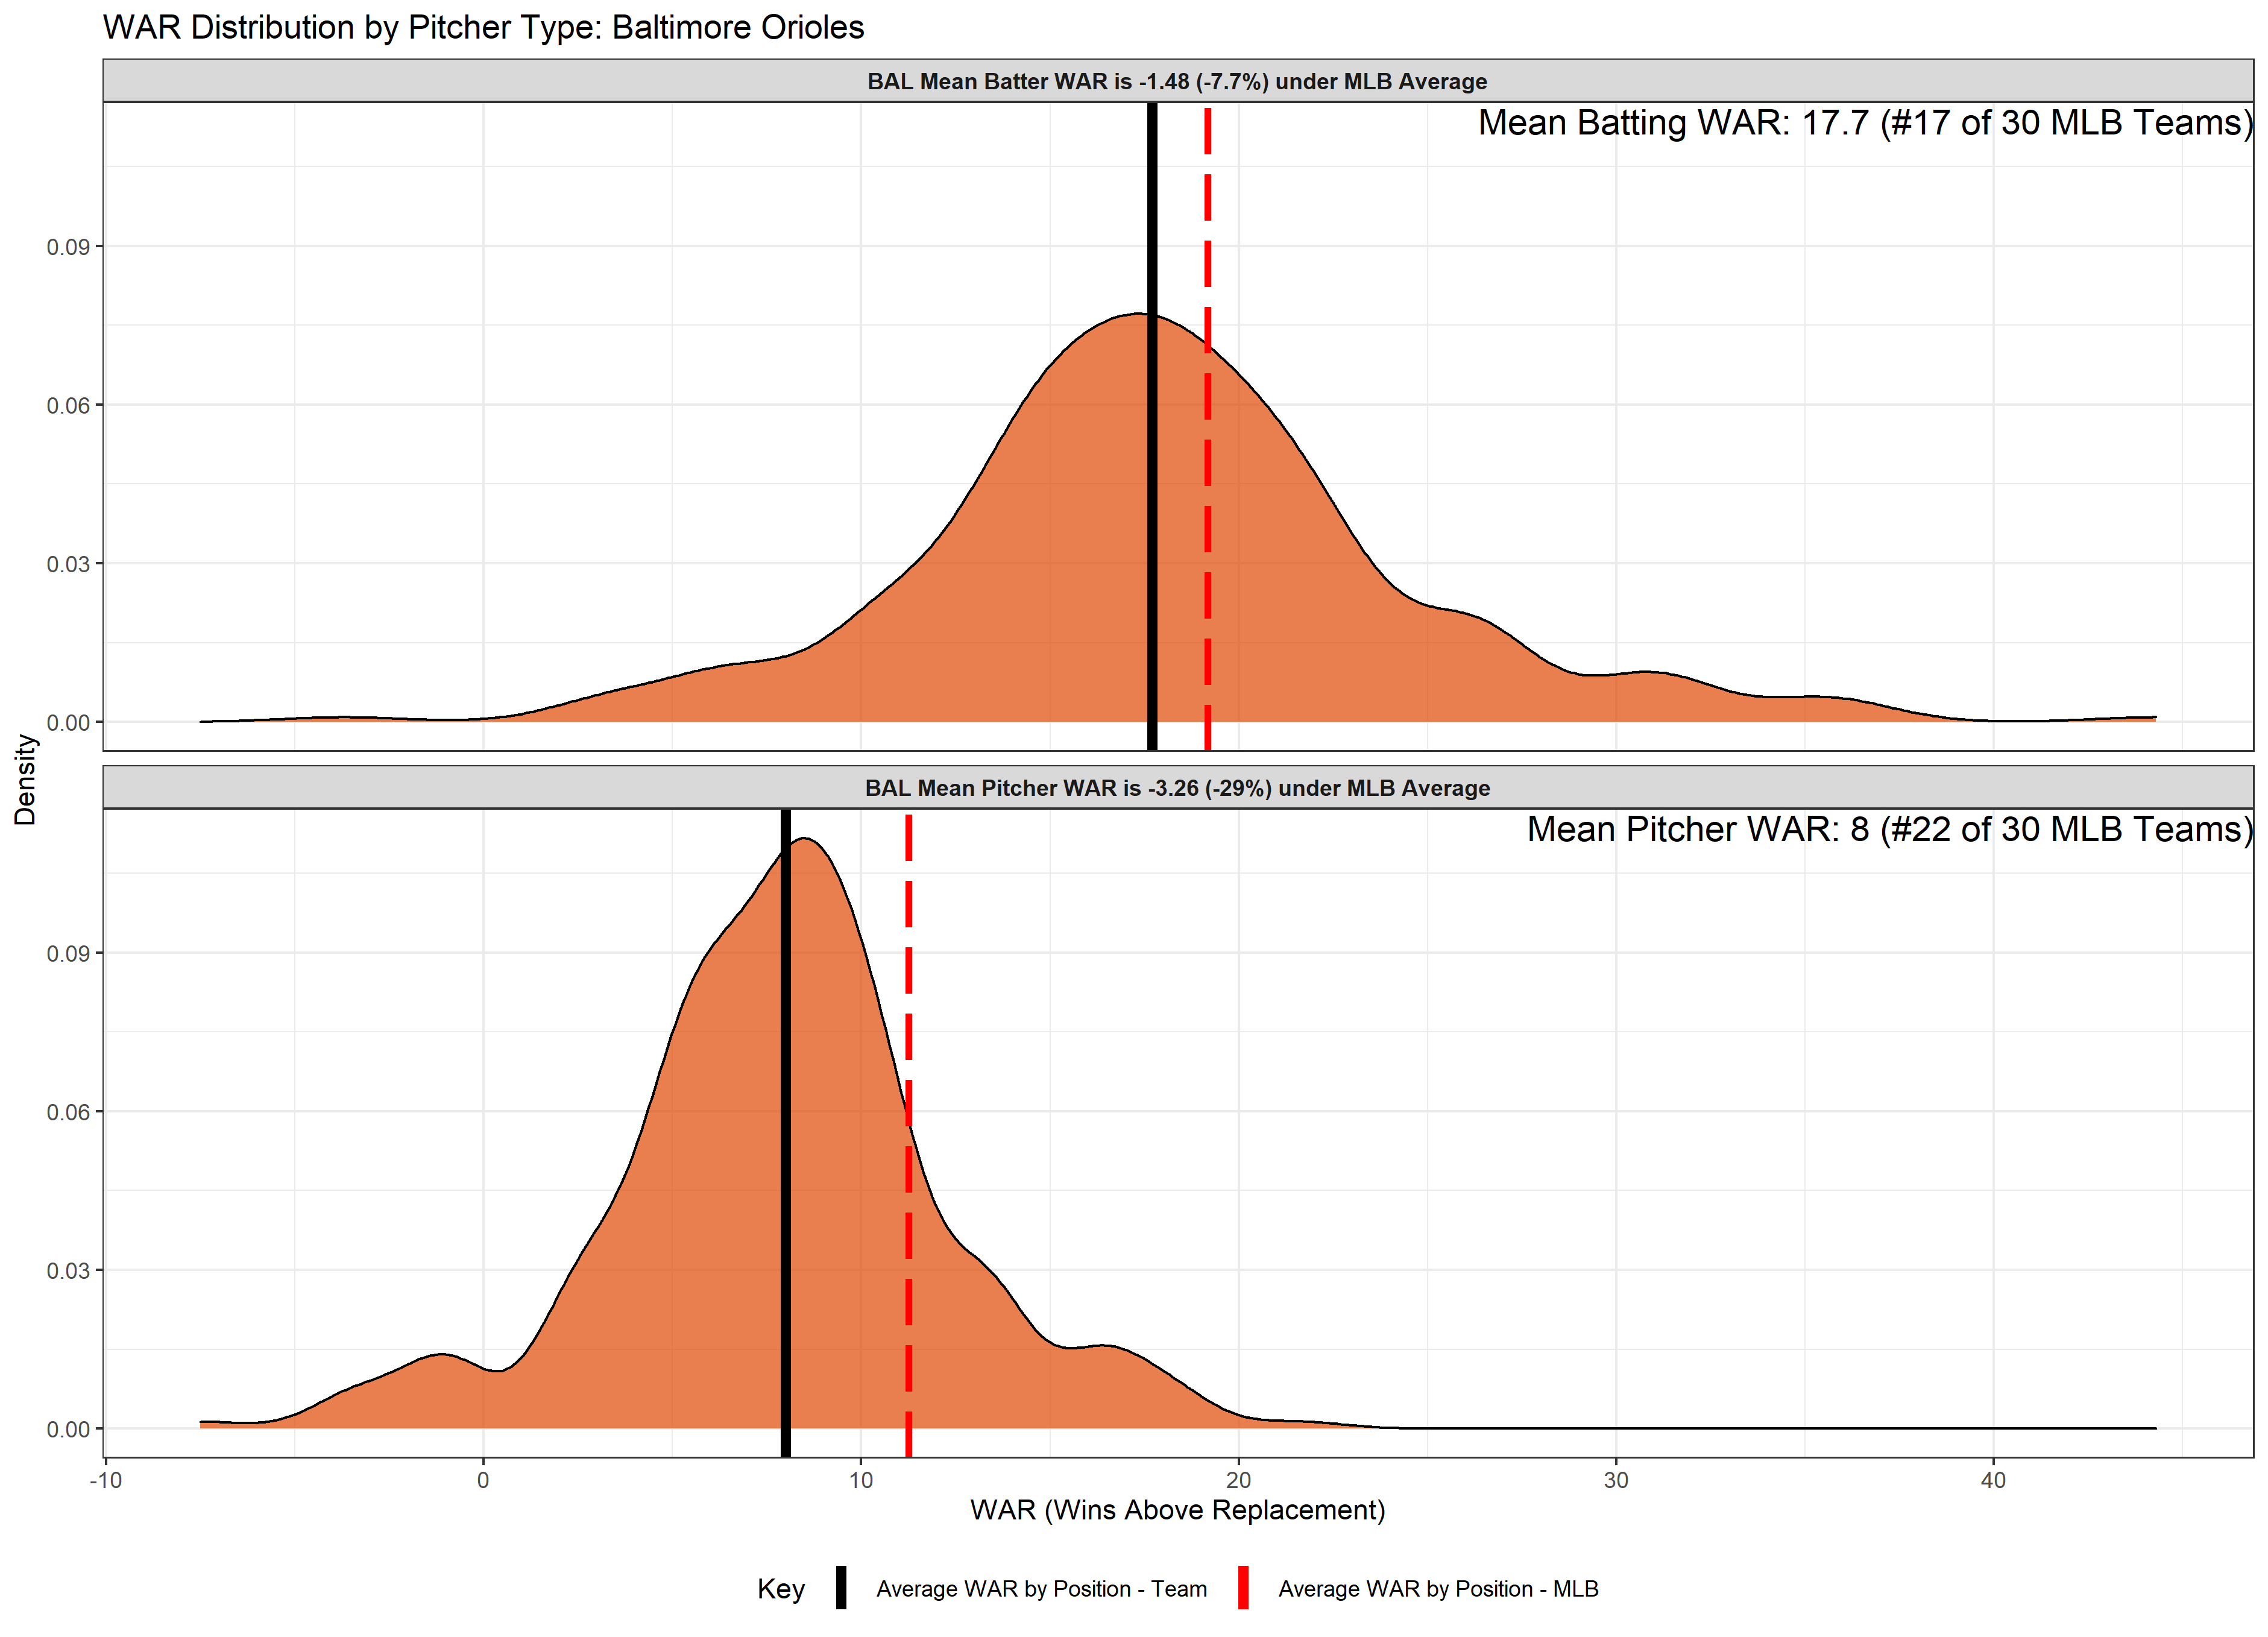 WAR Distribution by Pitcher Type: Baltimore Orioles
BAL Mean Batter WAR is -1.48 (-7.7%) under MLB Average
Mean Batting WAR: 17.7 (#17 of 30 MLB Teams)
0.09
0.06
0.03
0.00
Density
BAL Mean Pitcher WAR is -3.26 (-29%) under MLB Average
Mean Pitcher WAR: 8 (#22 of 30 MLB Teams)
0.09
0.06
0.03
0.00
-10 0 10 20 30 40
WAR (Wins Above Replacement)
Key Average WAR by Position - Team Average WAR by Position - MLB